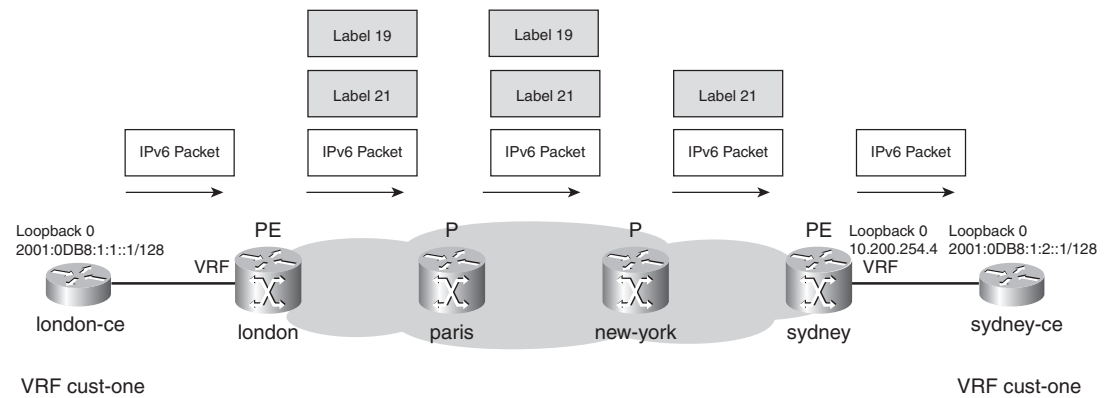 Label 19
Label 19
Label 21
Label 21
Label 21
IPv6 Packet
IPv6 Packet
IPv6 Packet
IPv6 Packet
IPv6 Packet
Loopback 0
2001:0DB8:1:1::1/128
PE
P
P
PE
Loopback 0
10.200.254.4
Loopback 0
2001:0DB8:1:2::1/128
VRF
VRF
london-ce
london
paris
new-york
sydney
sydney-ce
VRF cust-one
VRF cust-one